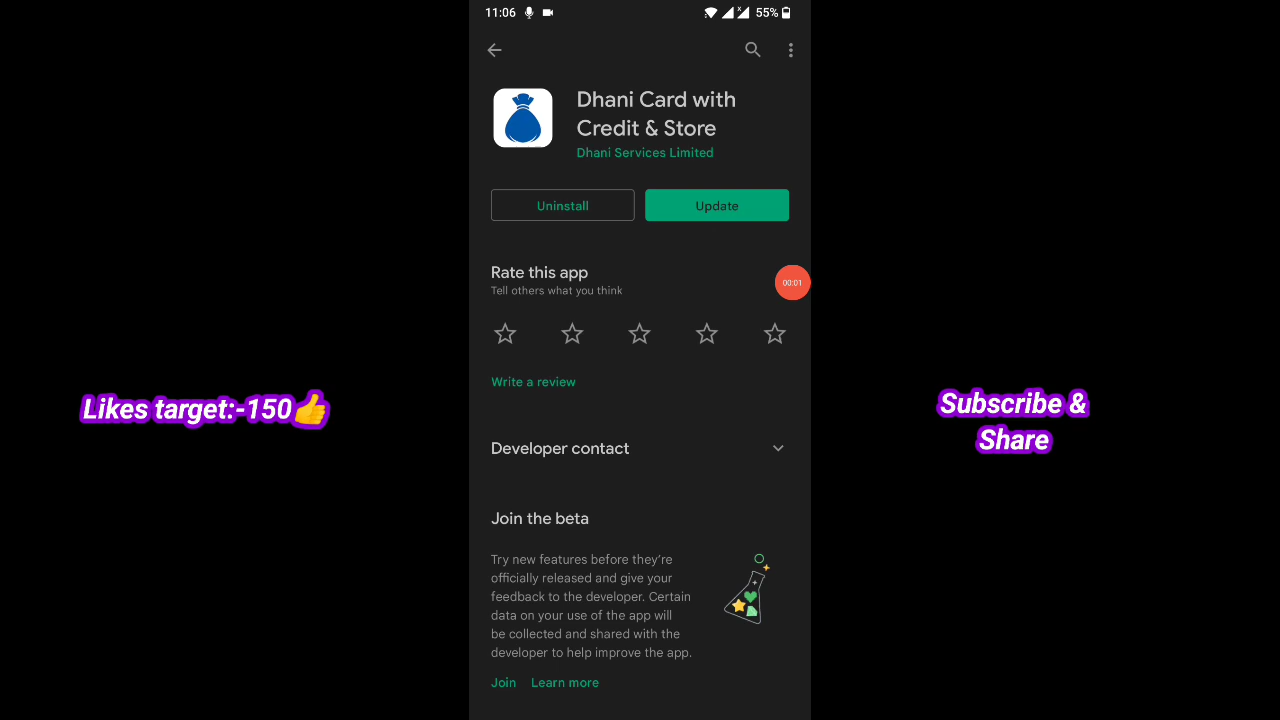 11:06
55%
Dhani Card with
Credit & Store
Dhani Services Limited
Uninstall
Update
Rate this app
Tell others what you think
00:01
Write a review
Likes target:-150👍
Subscribe &
Share
Developer contact
Join the beta
Try new features before they're
officially released and give your
feedback to the developer. Certain
data on your use of the app will
be collected and shared with the
developer to help improve the app.
Join
Learn more